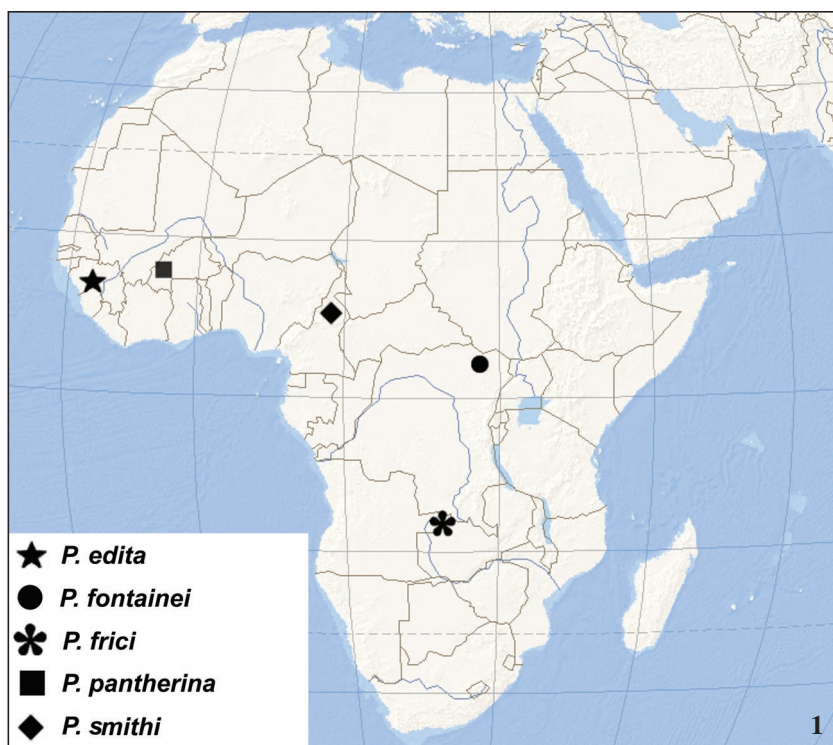 P. edita
P. fontainei
P. frici
P. pantherina
P. smithi
1